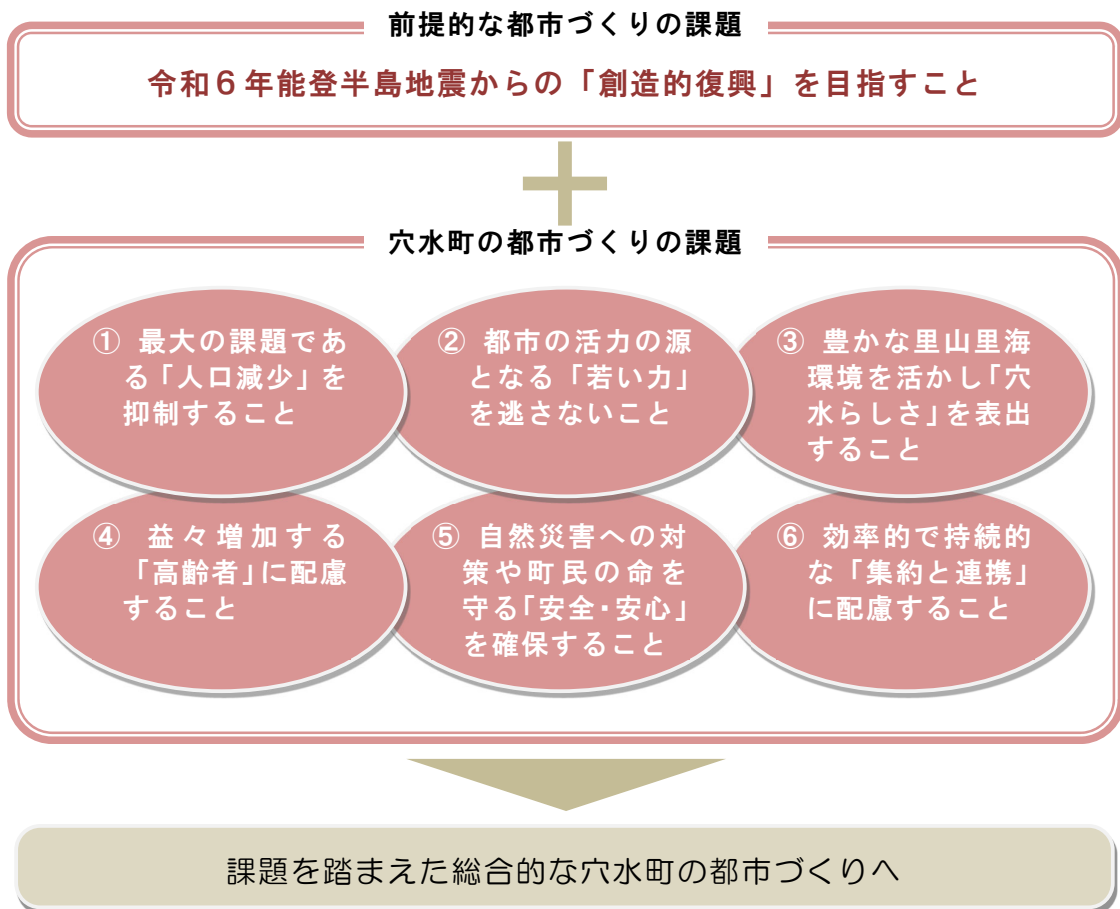 前提的な都市づくりの課題
令和6年能登半島地震からの「創造的復興」を目指すこと
穴水町の都市づくりの課題
① 最大の課題であ
る「人口減少」を
抑制すること
② 都市の活力の源
となる「若い力」
を逃さないこと
③ 豊かな里山里海
環境を活かし「穴
水らしさ」を表出
すること
④ 益々増加する
「高齢者」に配慮
すること
⑤ 自然災害への対
策や町民の命を
守る「安全・安心」
を確保すること
⑥ 効率的で持続的
な「集約と連携」
に配慮すること
課題を踏まえた総合的な穴水町の都市づくりへ